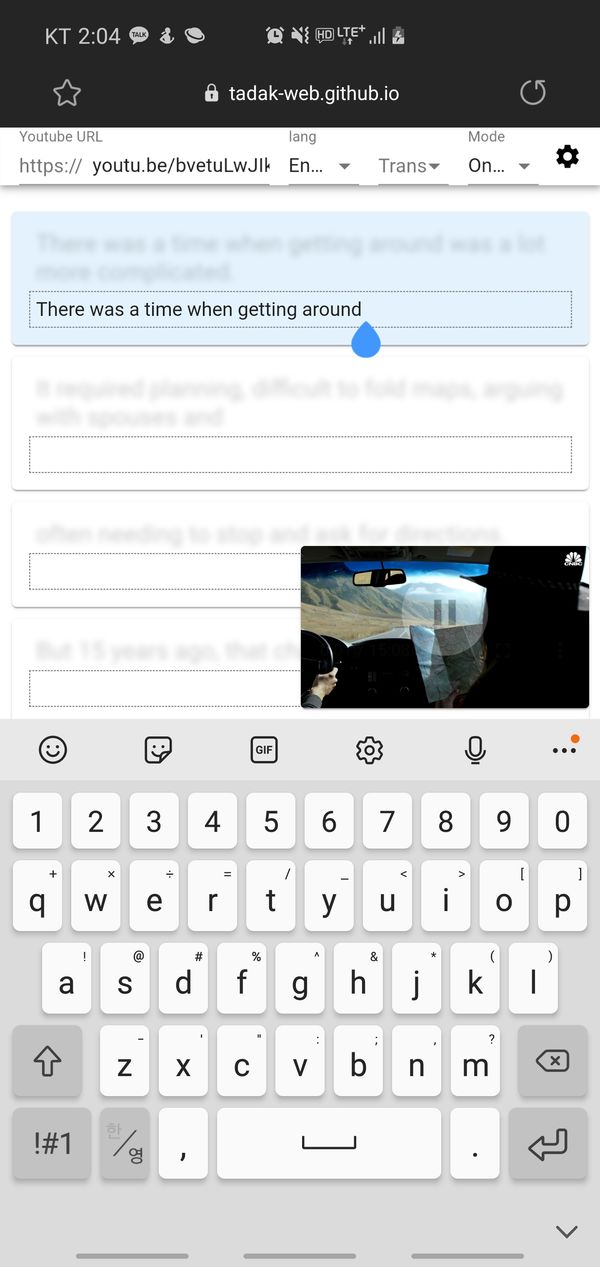 KT 2:04 TALK HD LTE+
tadak-web.github.io
Youtube URL lang Mode
https:// youtu.be/bvetuLwJIk En... Trans On...
There was a time when getting around was a lot
more complicated.
There was a time when getting around
It required planning, difficult to fold maps, arguing
with spouses and
often needing to stop and ask for directions.
CNBC
But 15 years ago, that
GIF
1 2 3 4 5 6 7 8 9 0
+ × ÷ = / _ < > [ ]
q w e r t y u i o p
! @ # % ^ & * ( )
a s d f g h j k l
- ' " : ; , ?
z x c v b n m
!#1 한/영 , .